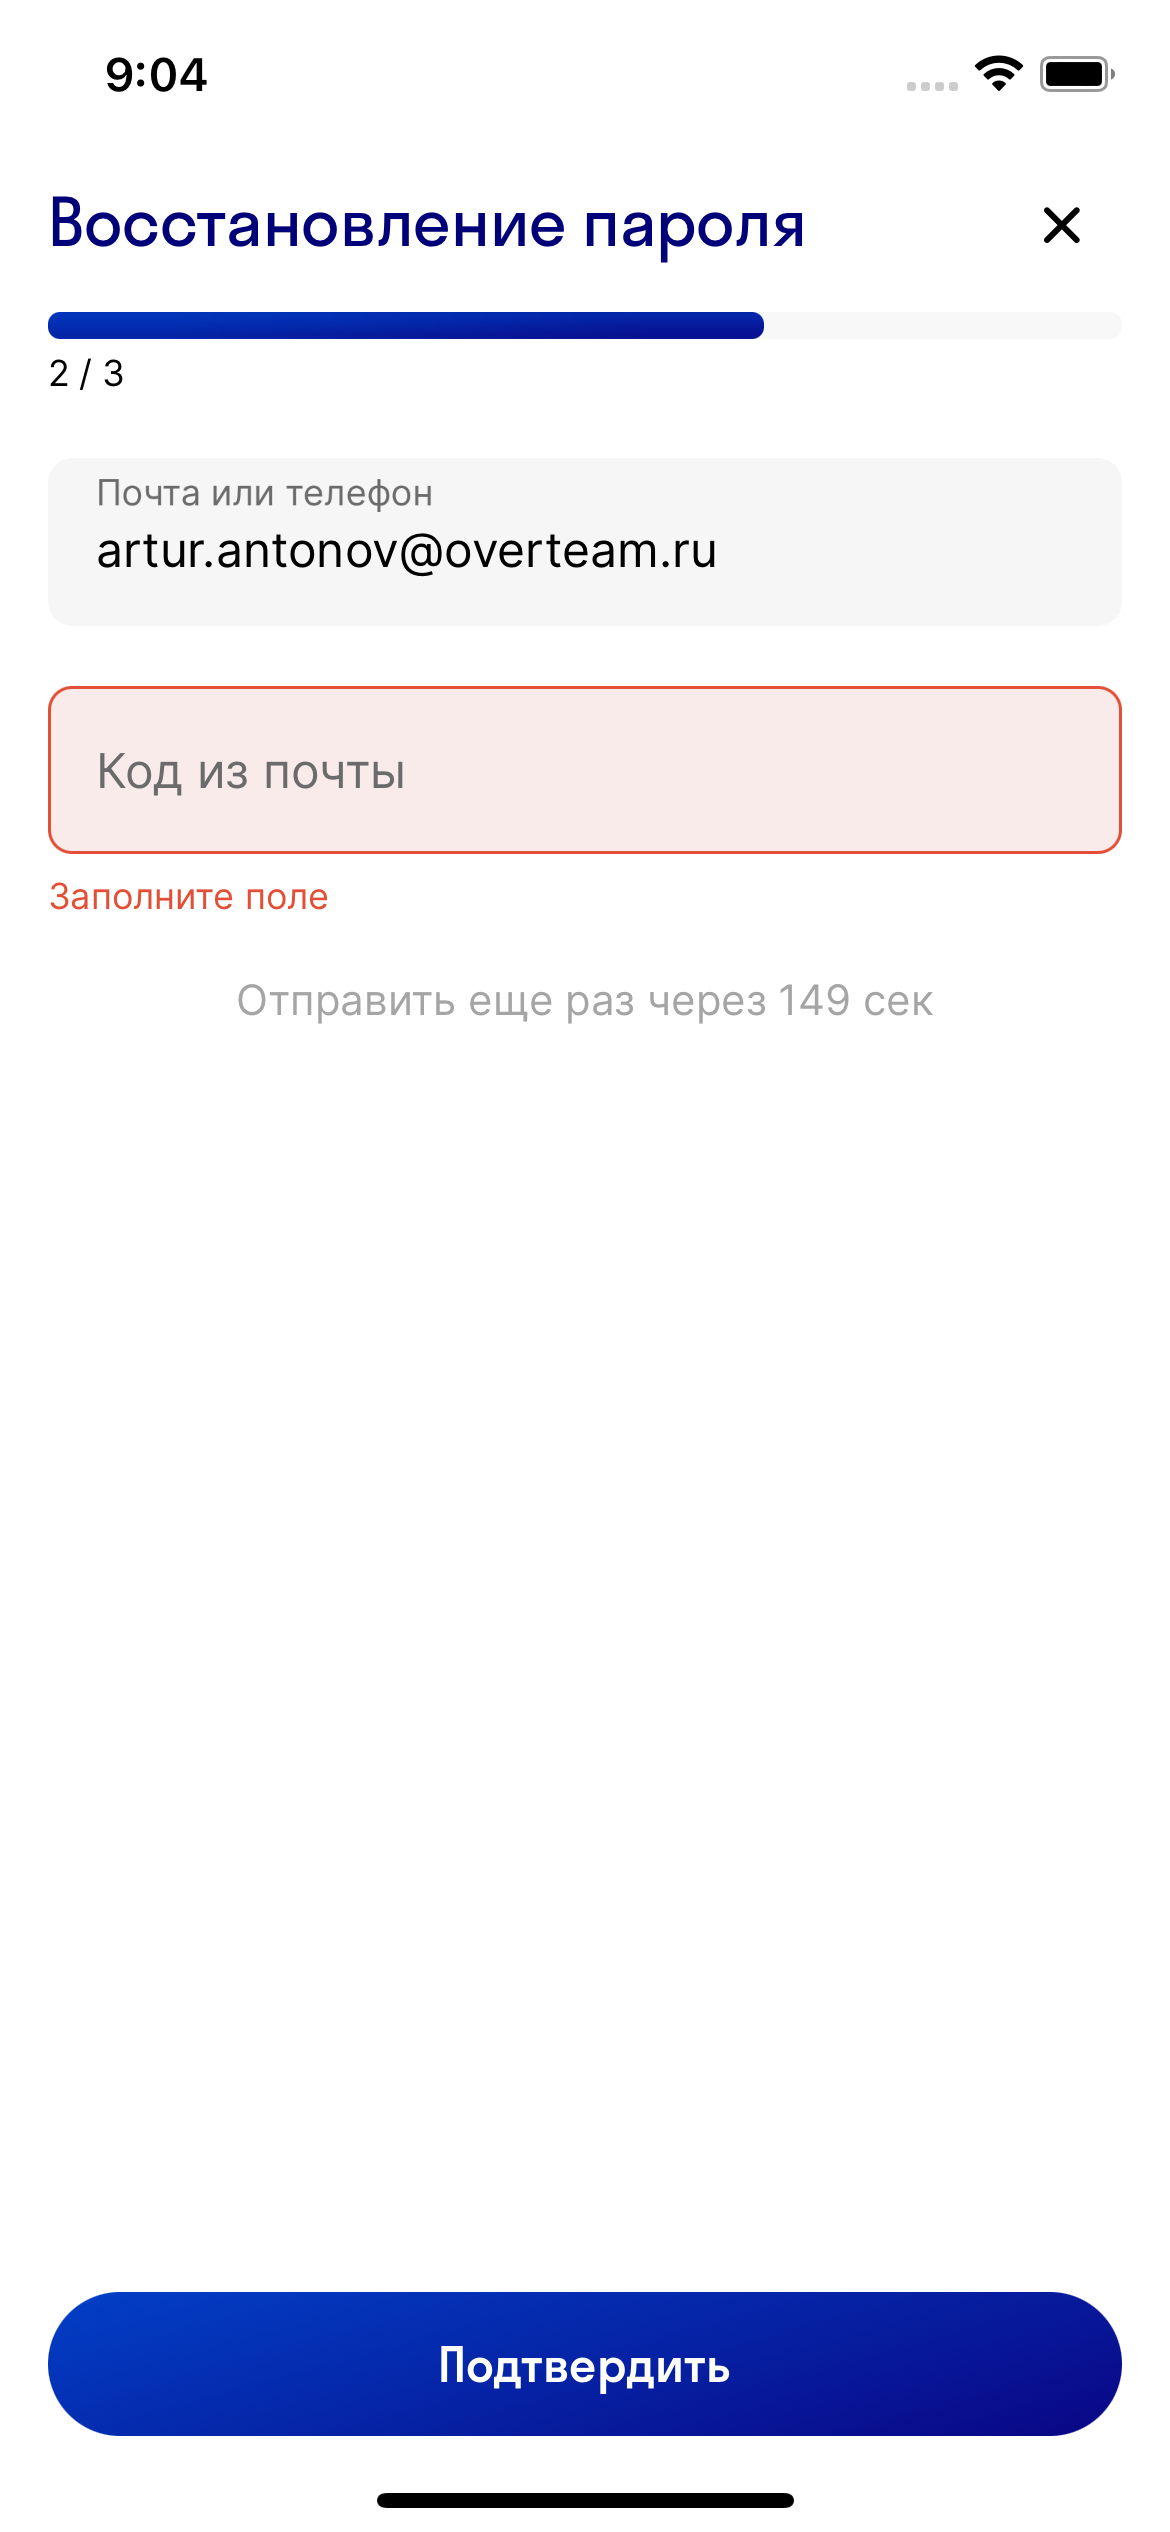 9:04
Восстановление пароля
2 / 3
Почта или телефон
artur.antonov@overteam.ru
Код из почты
Заполните поле
Отправить еще раз через 149 сек
Подтвердить